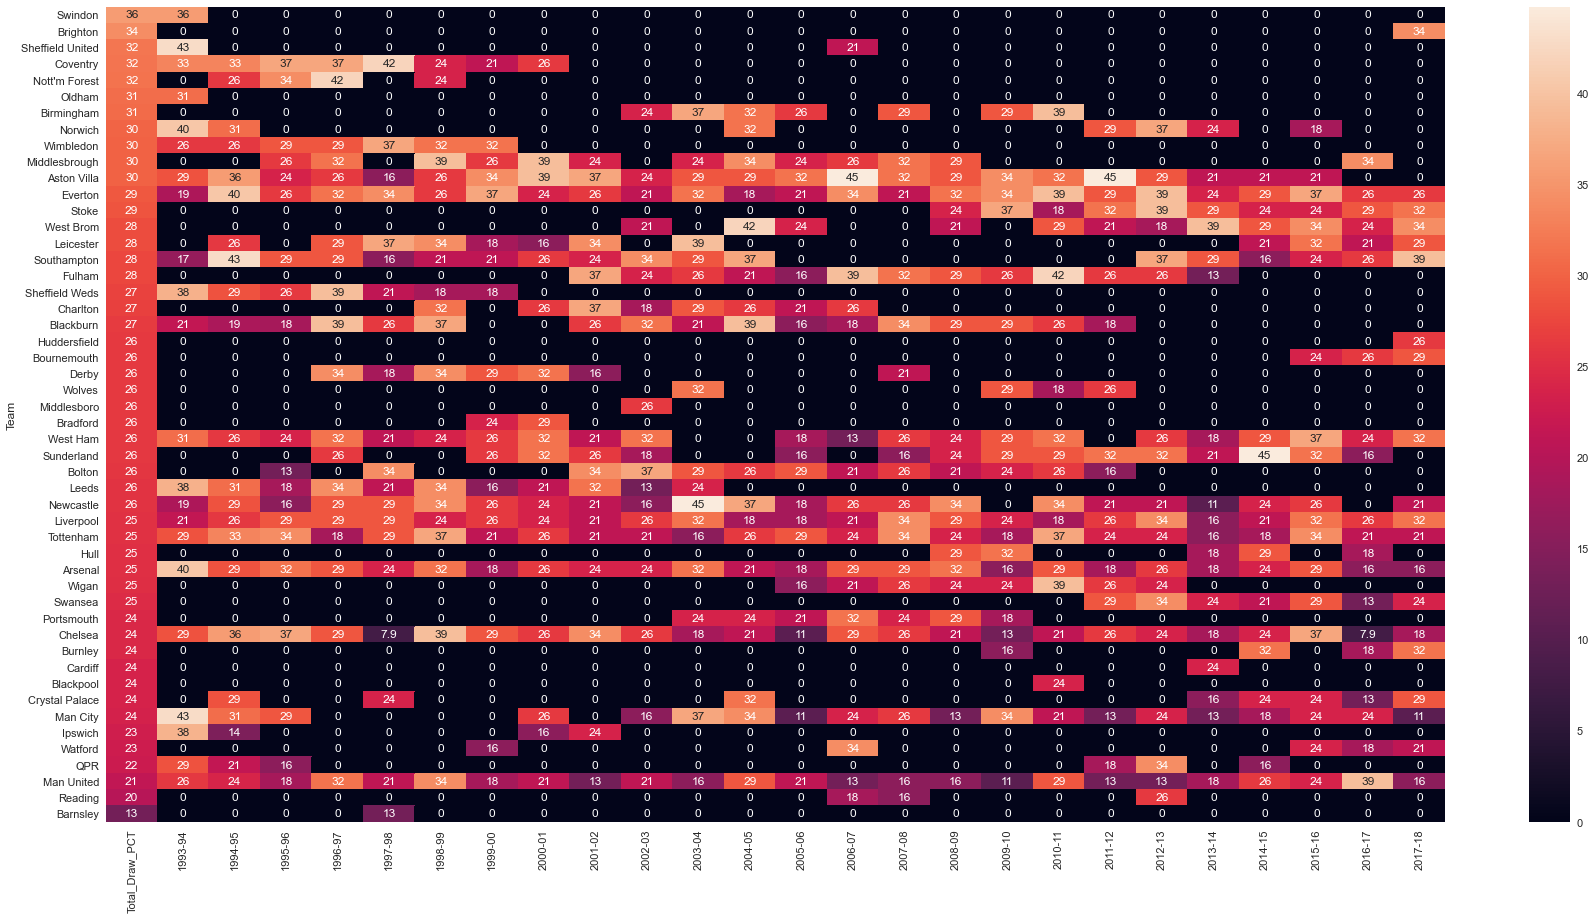 Swindon 36 36 0 0 0 0 0 0 0 0 0 0 0 0 0 0 0 0 0 0 0 0 0 0 0 0
Brighton 34 0 0 0 0 0 0 0 0 0 0 0 0 0 0 0 0 0 0 0 0 0 0 0 0 34
Sheffield United 32 43 0 0 0 0 0 0 0 0 0 0 0 0 21 0 0 0 0 0 0 0 0 0 0 0
Coventry 32 33 33 37 37 42 24 21 26 0 0 0 0 0 0 0 0 0 0 0 0 0 0 0 0 0
Nott'm Forest 32 0 26 34 42 0 24 0 0 0 0 0 0 0 0 0 0 0 0 0 0 0 0 0 0 0
Oldham 31 31 0 0 0 0 0 0 0 0 0 0 0 0 0 0 0 0 0 0 0 0 0 0 0 0
Birmingham 31 0 0 0 0 0 0 0 0 0 24 37 32 26 0 29 0 29 39 0 0 0 0 0 0 0
Norwich 30 40 31 0 0 0 0 0 0 0 0 0 32 0 0 0 0 0 0 29 37 24 0 18 0 0
Wimbledon 30 26 26 29 29 37 32 32 0 0 0 0 0 0 0 0 0 0 0 0 0 0 0 0 0 0
Middlesbrough 30 0 0 26 32 0 39 26 39 24 0 24 34 24 26 32 29 0 0 0 0 0 0 0 34 0
Aston Villa 30 29 36 24 26 16 26 34 39 37 24 29 29 32 45 32 29 34 32 45 29 21 21 21 0 0
Everton 29 19 40 26 32 34 26 37 24 26 21 32 18 21 34 21 32 34 39 29 39 24 29 37 26 26
Stoke 29 0 0 0 0 0 0 0 0 0 0 0 0 0 0 0 24 37 18 32 39 29 24 24 29 32
West Brom 28 0 0 0 0 0 0 0 0 0 21 0 42 24 0 0 21 0 29 21 18 39 29 34 24 34
Leicester 28 0 26 0 29 37 34 18 16 34 0 39 0 0 0 0 0 0 0 0 0 0 21 32 21 29
Southampton 28 17 43 29 29 16 21 21 26 24 34 29 37 0 0 0 0 0 0 0 37 29 16 24 26 39
Fulham 28 0 0 0 0 0 0 0 0 37 24 26 21 16 39 32 29 26 42 26 26 13 0 0 0 0
Sheffield Weds 27 38 29 26 39 21 18 18 0 0 0 0 0 0 0 0 0 0 0 0 0 0 0 0 0 0
Charlton 27 0 0 0 0 0 32 0 26 37 18 29 26 21 26 0 0 0 0 0 0 0 0 0 0 0
Blackburn 27 21 19 18 39 26 37 0 0 26 32 21 39 16 18 34 29 29 26 18 0 0 0 0 0 0
Huddersfield 26 0 0 0 0 0 0 0 0 0 0 0 0 0 0 0 0 0 0 0 0 0 0 0 0 26
Bournemouth 26 0 0 0 0 0 0 0 0 0 0 0 0 0 0 0 0 0 0 0 0 0 0 24 26 29
Derby 26 0 0 0 34 18 34 29 32 16 0 0 0 0 0 21 0 0 0 0 0 0 0 0 0 0
Wolves 26 0 0 0 0 0 0 0 0 0 0 32 0 0 0 0 0 29 18 26 0 0 0 0 0 0
Middlesboro 26 0 0 0 0 0 0 0 0 0 26 0 0 0 0 0 0 0 0 0 0 0 0 0 0 0
Bradford 26 0 0 0 0 0 0 24 29 0 0 0 0 0 0 0 0 0 0 0 0 0 0 0 0 0
West Ham 26 31 26 24 32 21 24 26 32 21 32 0 0 18 13 26 24 29 32 0 26 18 29 37 24 32
Sunderland 26 0 0 0 26 0 0 26 32 26 18 0 0 16 0 16 24 29 29 32 32 21 45 32 16 0
Bolton 26 0 0 13 0 34 0 0 0 34 37 29 26 29 21 26 21 24 26 16 0 0 0 0 0 0
Leeds 26 38 31 18 34 21 34 16 21 32 13 24 0 0 0 0 0 0 0 0 0 0 0 0 0 0
Newcastle 26 19 29 16 29 29 34 26 24 21 16 45 37 18 26 26 34 0 34 21 21 11 24 26 0 21
Liverpool 25 21 26 29 29 29 24 26 24 21 26 32 18 18 21 34 29 24 18 26 34 16 21 32 26 32
Tottenham 25 29 33 34 18 29 37 21 26 21 21 16 26 29 24 34 24 18 37 24 24 16 18 34 21 21
Hull 25 0 0 0 0 0 0 0 0 0 0 0 0 0 0 0 29 32 0 0 0 18 29 0 18 0
Arsenal 25 40 29 32 29 24 32 18 26 24 24 32 21 18 29 29 32 16 29 18 26 18 24 29 16 16
Wigan 25 0 0 0 0 0 0 0 0 0 0 0 0 16 21 26 24 24 39 26 24 0 0 0 0 0
Swansea 25 0 0 0 0 0 0 0 0 0 0 0 0 0 0 0 0 0 0 29 34 24 21 29 13 24
Portsmouth 24 0 0 0 0 0 0 0 0 0 0 24 24 21 32 24 29 18 0 0 0 0 0 0 0 0
Chelsea 24 29 36 37 29 7.9 39 29 26 34 26 18 21 11 29 26 21 13 21 26 24 18 24 37 7.9 18
Burnley 24 0 0 0 0 0 0 0 0 0 0 0 0 0 0 0 0 16 0 0 0 0 32 0 18 32
Cardiff 24 0 0 0 0 0 0 0 0 0 0 0 0 0 0 0 0 0 0 0 0 24 0 0 0 0
Blackpool 24 0 0 0 0 0 0 0 0 0 0 0 0 0 0 0 0 0 24 0 0 0 0 0 0 0
Crystal Palace 24 0 29 0 0 24 0 0 0 0 0 0 32 0 0 0 0 0 0 0 0 16 24 24 13 29
Man City 24 43 31 29 0 0 0 0 26 0 16 37 34 11 24 26 13 34 21 13 24 13 18 24 24 11
Ipswich 23 38 14 0 0 0 0 0 16 24 0 0 0 0 0 0 0 0 0 0 0 0 0 0 0 0
Watford 23 0 0 0 0 0 0 16 0 0 0 0 0 0 34 0 0 0 0 0 0 0 0 24 18 21
QPR 22 29 21 16 0 0 0 0 0 0 0 0 0 0 0 0 0 0 0 18 34 0 16 0 0 0
Man United 21 26 24 18 32 21 34 18 21 13 21 16 29 21 13 16 16 11 29 13 13 18 26 24 39 16
Reading 20 0 0 0 0 0 0 0 0 0 0 0 0 0 18 16 0 0 0 0 26 0 0 0 0 0
Barnsley 13 0 0 0 0 13 0 0 0 0 0 0 0 0 0 0 0 0 0 0 0 0 0 0 0 0
Team
Total_Draw_PCT 1993-94 1994-95 1995-96 1996-97 1997-98 1998-99 1999-00 2000-01 2001-02 2002-03 2003-04 2004-05 2005-06 2006-07 2007-08 2008-09 2009-10 2010-11 2011-12 2012-13 2013-14 2014-15 2015-16 2016-17 2017-18
40
35
30
25
20
15
10
5
0